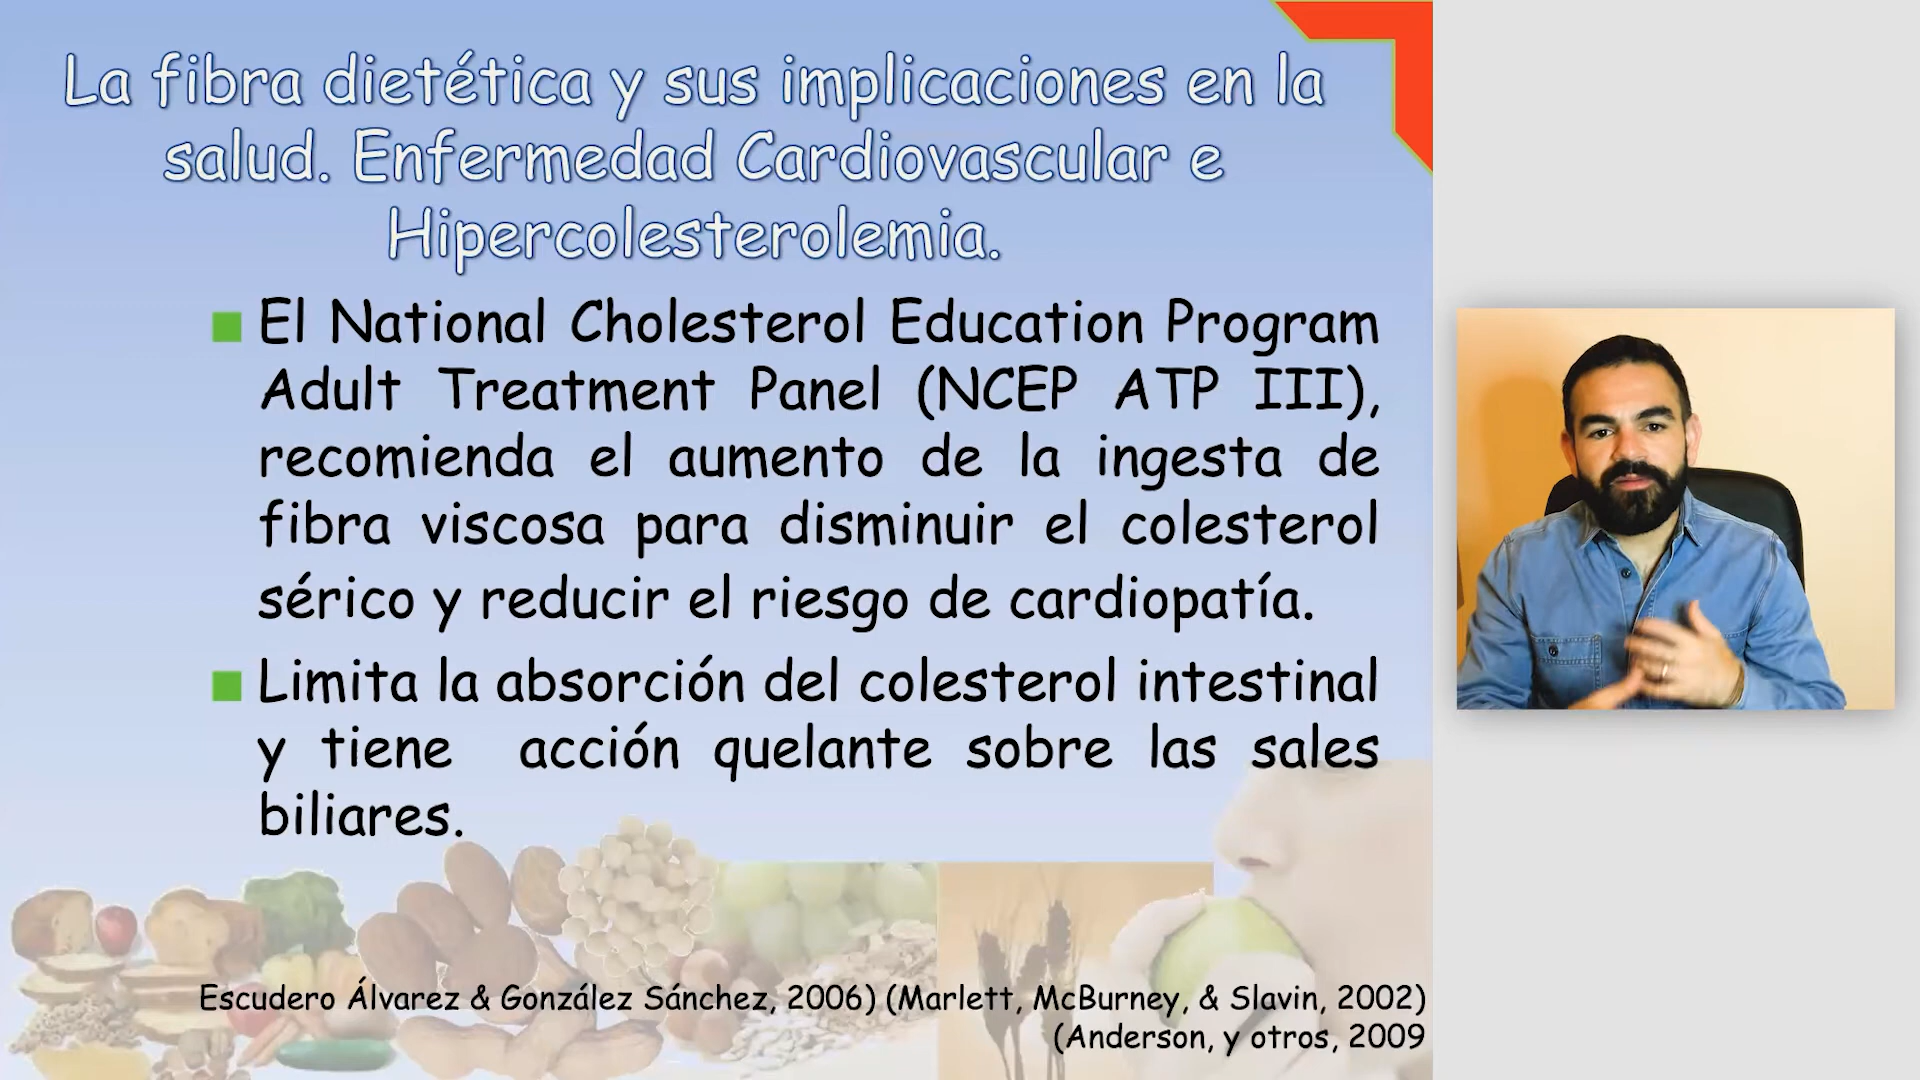 La fibra dietética y sus implicaciones en la
salud. Enfermedad Cardiovascular e
Hipercolesterolemia.
El National Cholesterol Education Program
Adult Treatment Panel (NCEP ATP III),
recomienda el aumento de la ingesta de
fibra viscosa para disminuir el colesterol
sérico y reducir el riesgo de cardiopatía.
Limita la absorción del colesterol intestinal
y tiene acción quelante sobre las sales
biliares.
Escudero Álvarez & González Sánchez, 2006) (Marlett, McBurney, & Slavin, 2002)
(Anderson, y otros, 2009